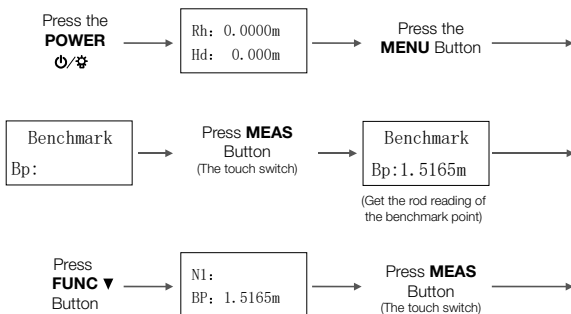 Press the
POWER
Rh: 0.0000m
Hd: 0.000m
Press the
MENU Button
Benchmark
Bp:
Press MEAS
Button
(The touch switch)
Benchmark
Bp:1.5165m
(Get the rod reading of
the benchmark point)
Press
FUNC ▼
Button
N1:
BP: 1.5165m
Press MEAS
Button
(The touch switch)